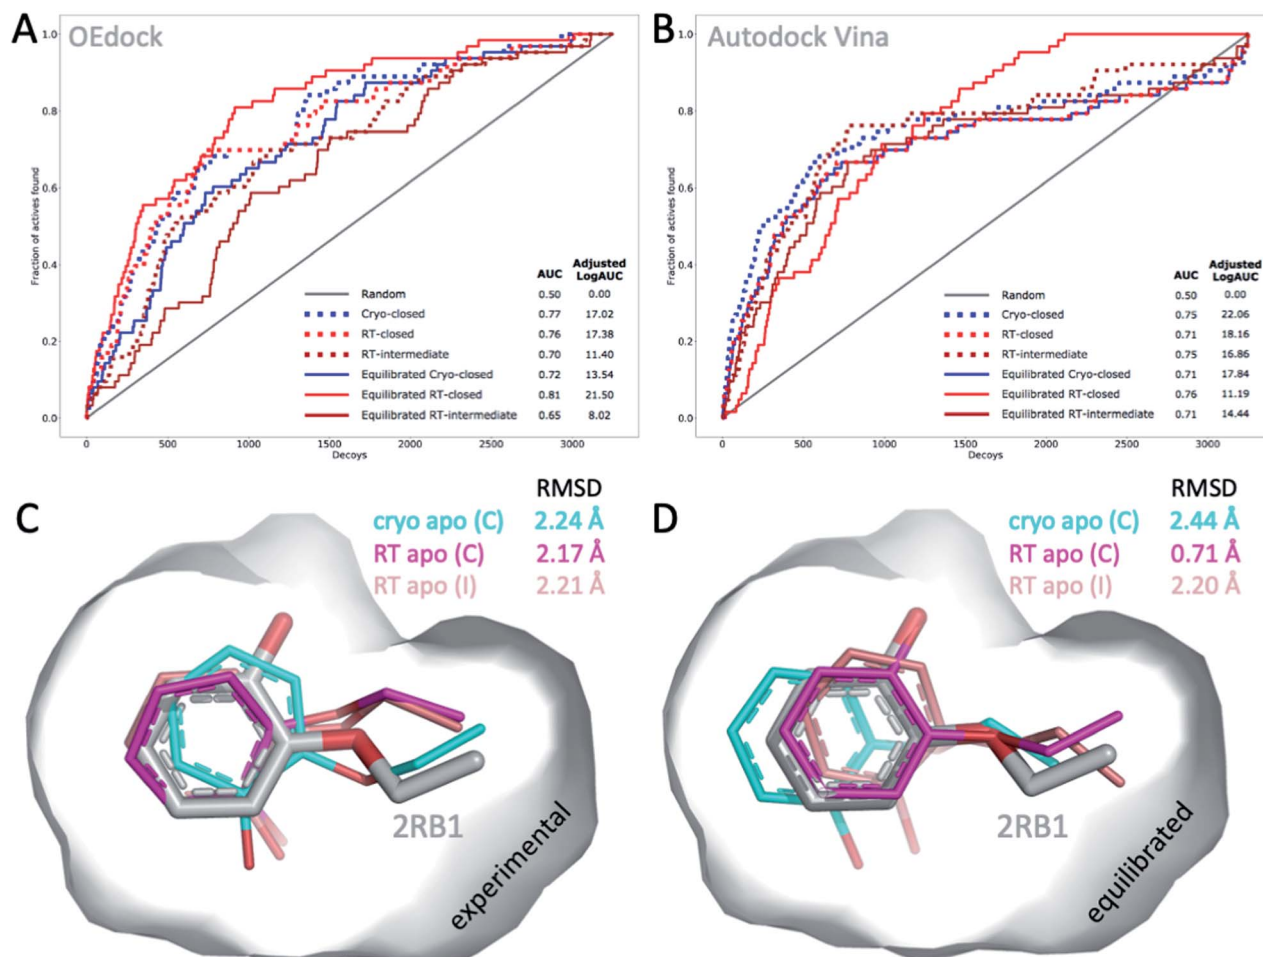 A
OEdock
1.0
0.8
0.6
0.4
0.2
0.0
Fraction of actives found
AUC Adjusted LogAUC
Random 0.50 0.00
Cryo-closed 0.77 17.02
RT-closed 0.76 17.38
RT-intermediate 0.70 11.40
Equilibrated Cryo-closed 0.72 13.54
Equilibrated RT-closed 0.81 21.50
Equilibrated RT-intermediate 0.65 8.02
0 500 1000 1500 2000 2500 3000
Decoys
B
Autodock Vina
1.0
0.8
0.6
0.4
0.2
0.0
Fraction of actives found
AUC Adjusted LogAUC
Random 0.50 0.00
Cryo-closed 0.75 22.06
RT-closed 0.71 18.16
RT-intermediate 0.75 16.86
Equilibrated Cryo-closed 0.71 17.84
Equilibrated RT-closed 0.76 11.19
Equilibrated RT-intermediate 0.71 14.44
0 500 1000 1500 2000 2500 3000
Decoys
C
RMSD
cryo apo (C) 2.24 Å
RT apo (C) 2.17 Å
RT apo (I) 2.21 Å
2RB1
experimental
D
RMSD
cryo apo (C) 2.44 Å
RT apo (C) 0.71 Å
RT apo (I) 2.20 Å
2RB1
equilibrated